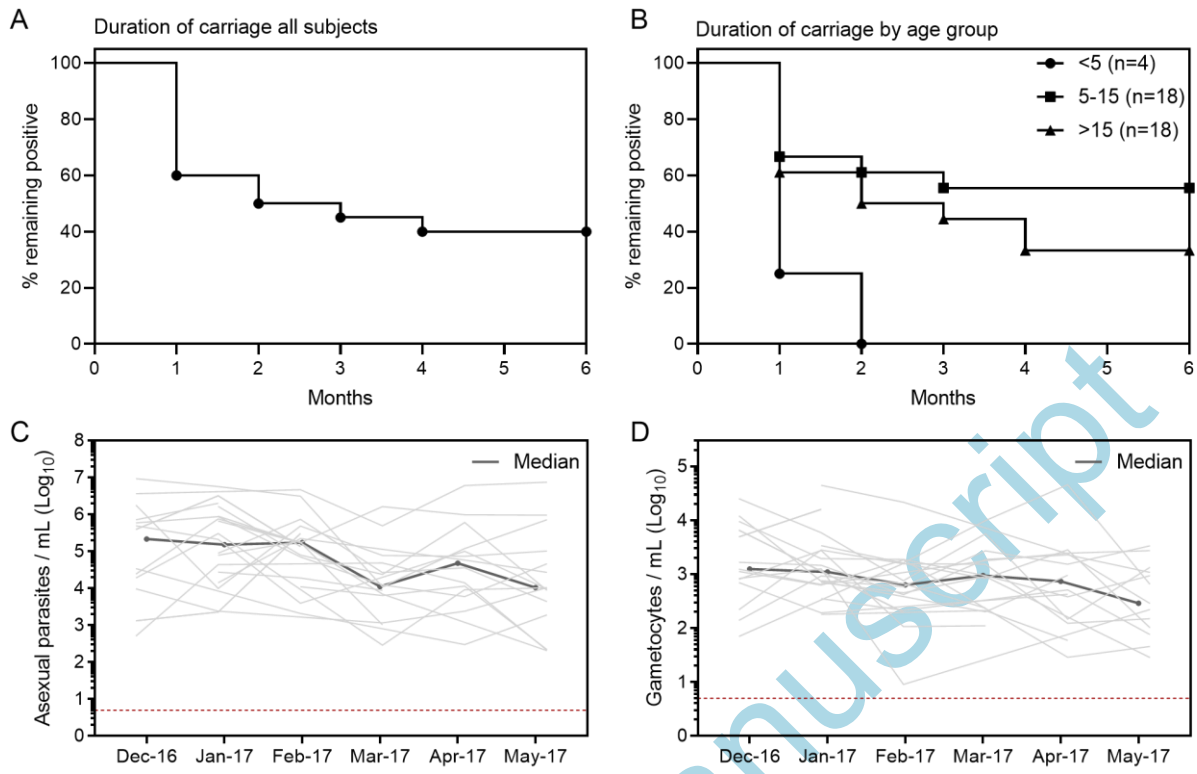 A
Duration of carriage all subjects
100
80
60
40
20
0
% remaining positive
0 1 2 3 4 5 6
Months
B
Duration of carriage by age group
<5 (n=4)
5-15 (n=18)
>15 (n=18)
100
80
60
40
20
0
% remaining positive
0 1 2 3 4 5 6
Months
C
8
7
6
5
4
3
2
1
0
Asexual parasites / mL (Log10)
Median
Dec-16 Jan-17 Feb-17 Mar-17 Apr-17 May-17
D
5
4
3
2
1
0
Gametocytes / mL (Log10)
Median
Dec-16 Jan-17 Feb-17 Mar-17 Apr-17 May-17
nuscript